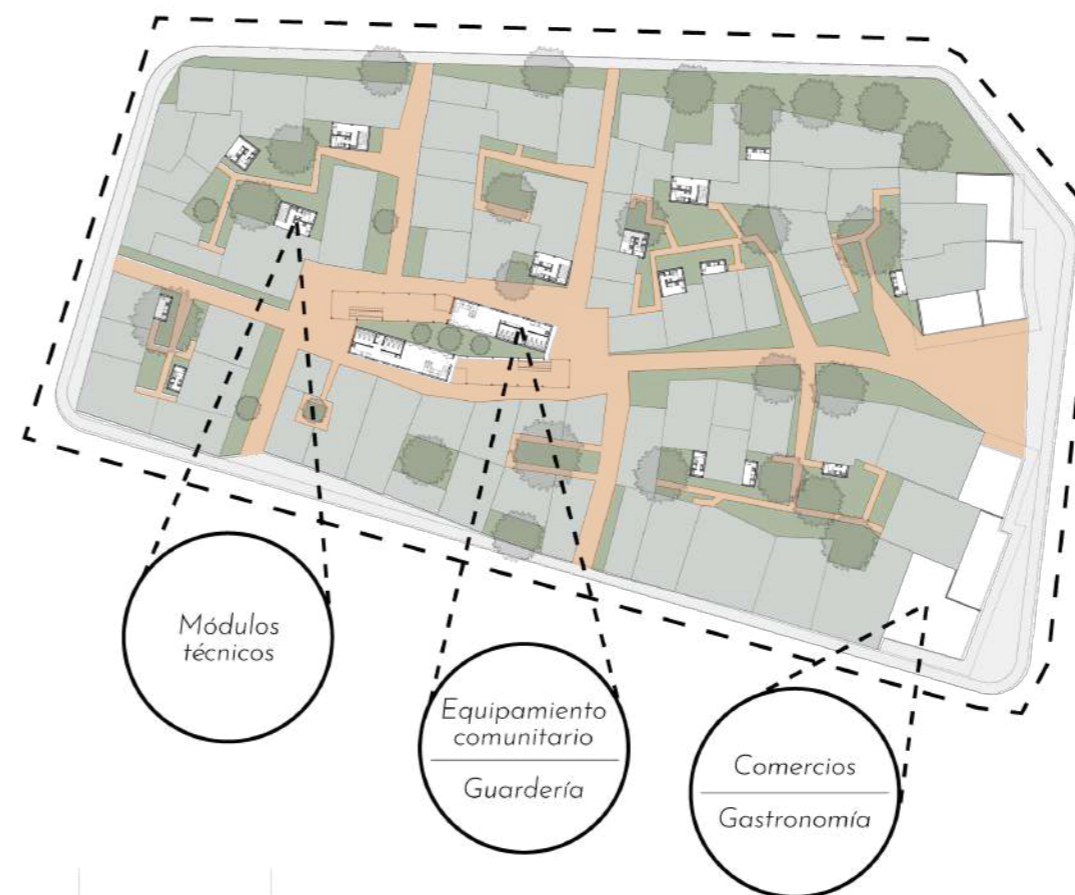 Módulos
técnicos
Equipamiento
comunitario
Guardería
Comercios
Gastronomía